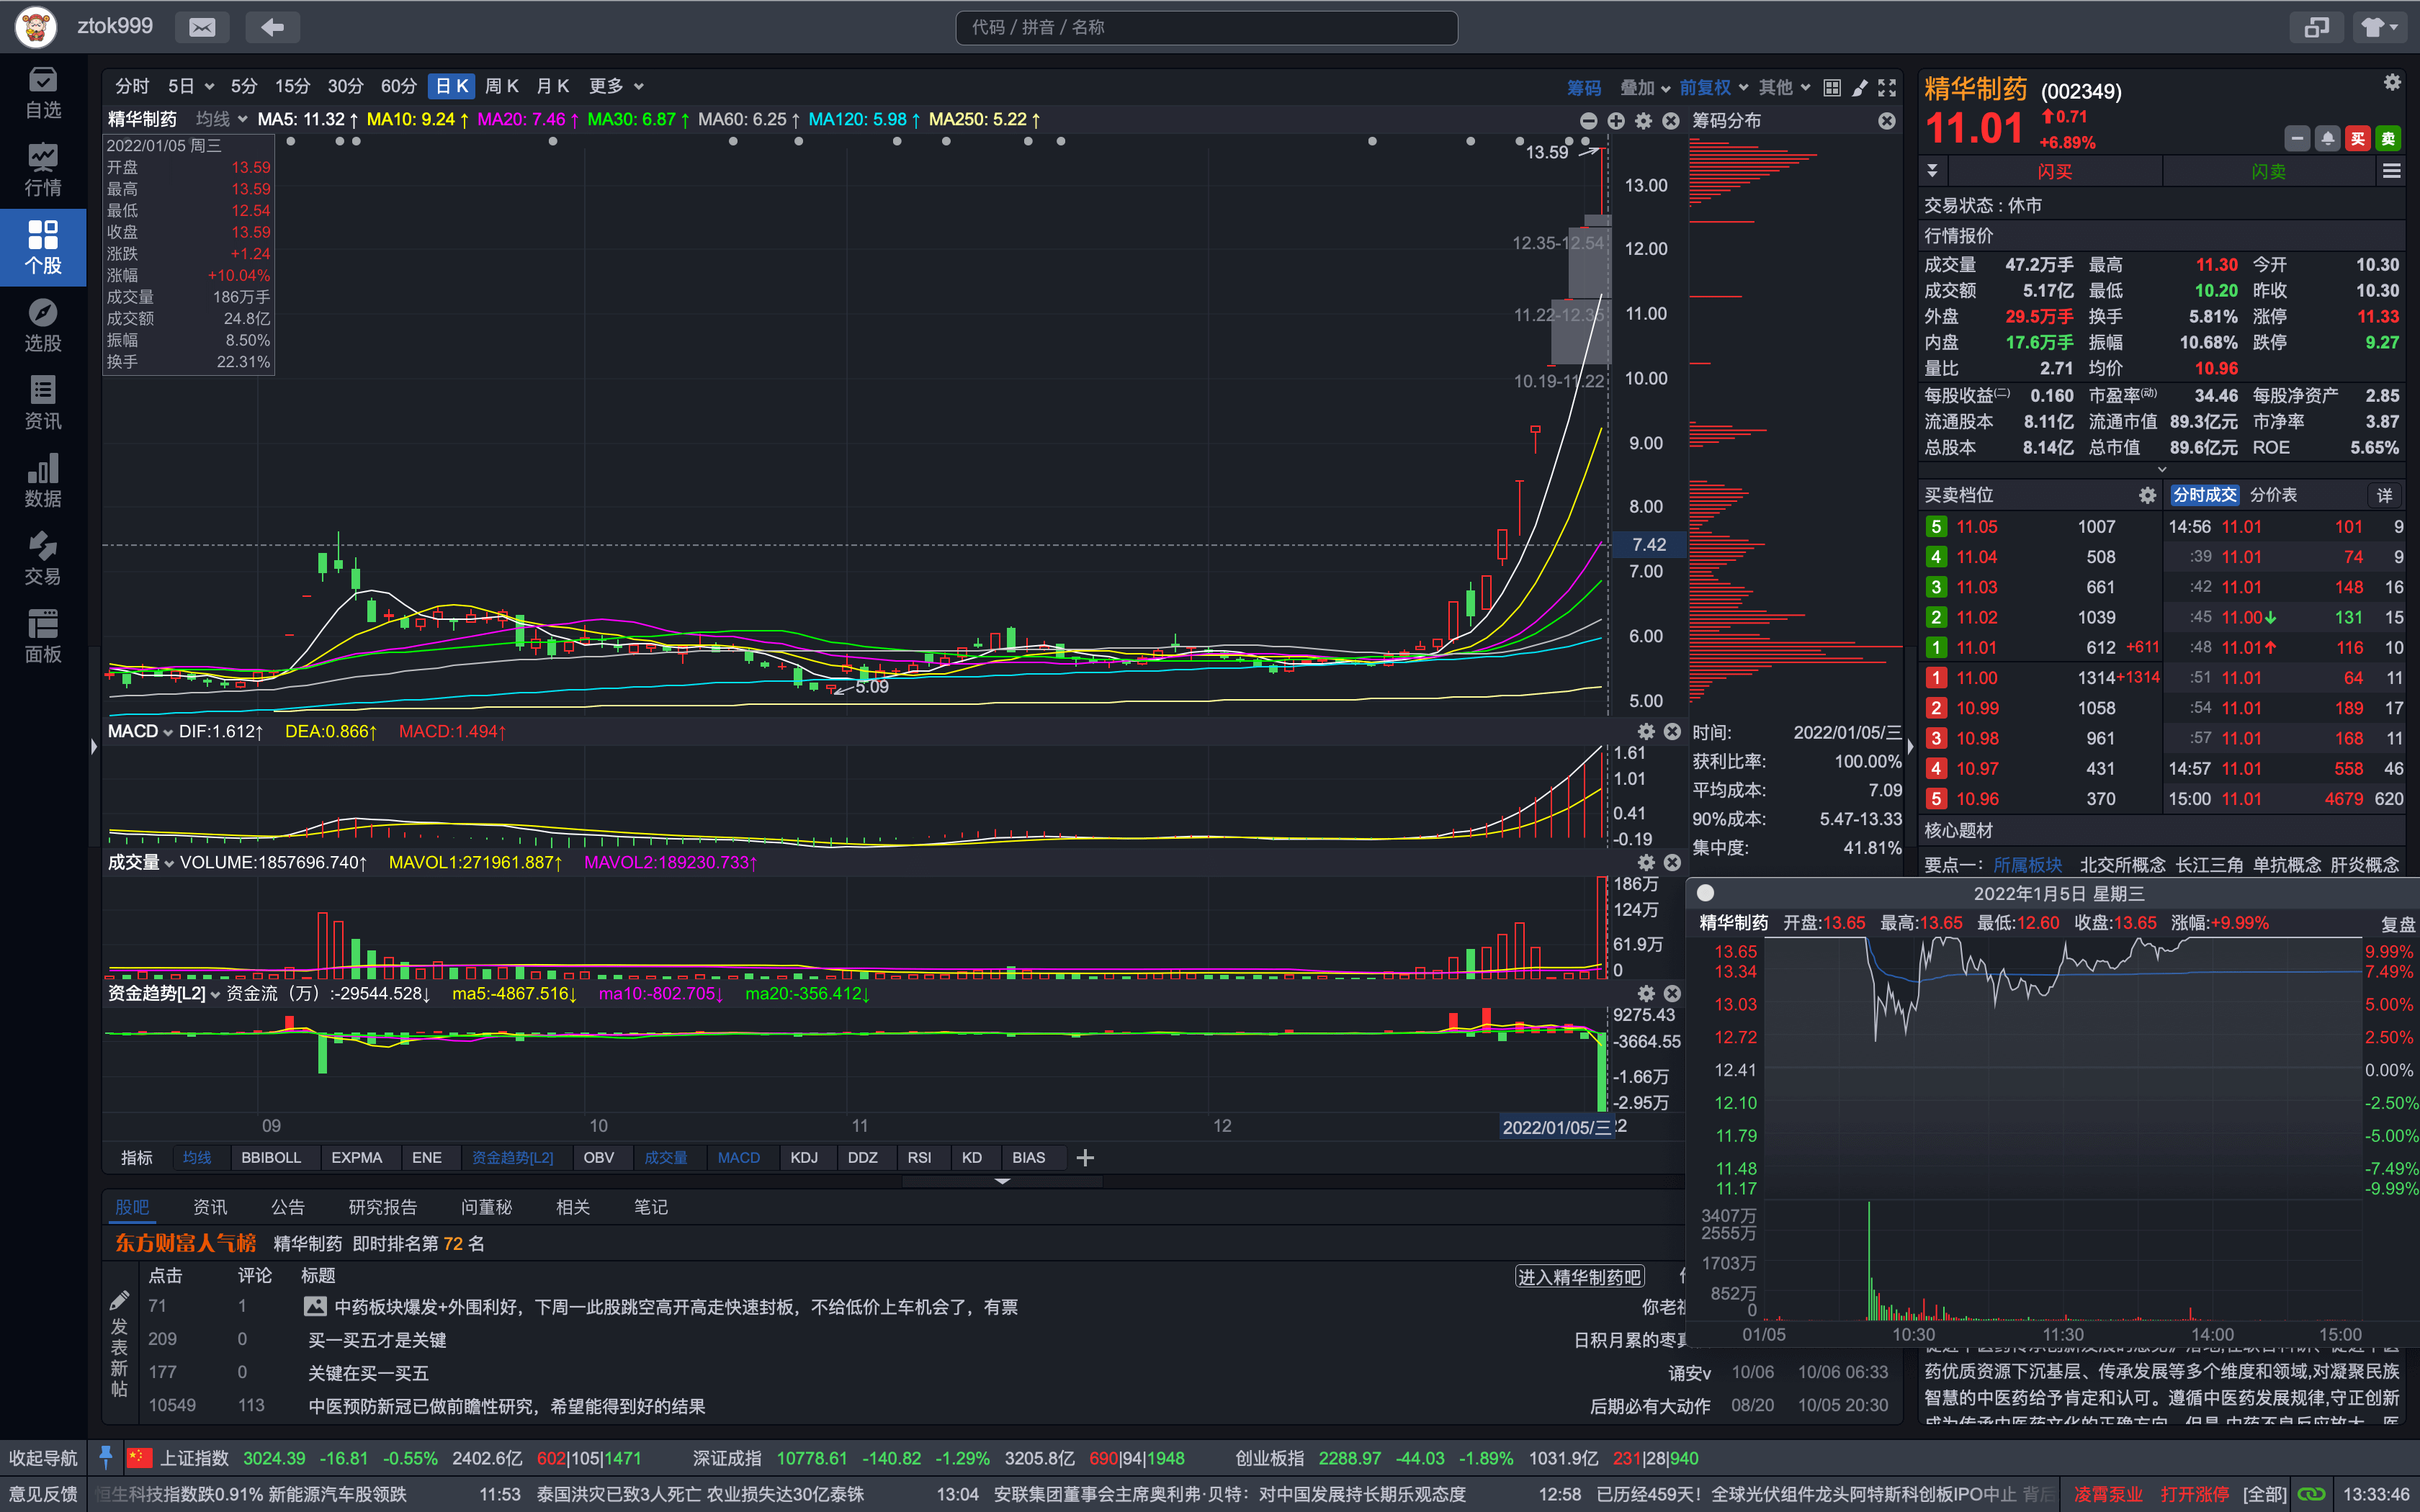 ztok999
代码 / 拼音 / 名称
自选
行情
个股
选股
资讯
数据
交易
面板
分时 5日 5分 15分 30分 60分 日K 周K 月K 更多
筹码 叠加 前复权 其他
精华制药 均线 MA5: 11.32↑ MA10: 9.24↑ MA20: 7.46↑ MA30: 6.87↑ MA60: 6.25↑ MA120: 5.98↑ MA250: 5.22↑
2022/01/05 周三
开盘 13.59
最高 13.59
最低 12.54
收盘 13.59
涨跌 +1.24
涨幅 +10.04%
成交量 186万手
成交额 24.8亿
振幅 8.50%
换手 22.31%
13.59
12.35-12.54
11.22-12.35
10.19-11.22
5.09
13.00
12.00
11.00
10.00
9.00
8.00
7.42
7.00
6.00
5.00
MACD DIF:1.612↑ DEA:0.866↑ MACD:1.494↑
1.61
1.01
0.41
-0.19
成交量 VOLUME:1857696.740↑ MAVOL1:271961.887↑ MAVOL2:189230.733↑
186万
124万
61.9万
0
资金趋势[L2] 资金流（万）:-29544.528↓ ma5:-4867.516↓ ma10:-802.705↓ ma20:-356.412↓
9275.43
-3664.55
-1.66万
-2.95万
09 10 11 12 2022/01/05/三
指标 均线 BBIBOLL EXPMA ENE 资金趋势[L2] OBV 成交量 MACD KDJ DDZ RSI KD BIAS
筹码分布
时间: 2022/01/05/三
获利比率: 100.00%
平均成本: 7.09
90%成本: 5.47-13.33
集中度: 41.81%
股吧 资讯 公告 研究报告 问董秘 相关 笔记
东方财富人气榜 精华制药 即时排名第 72 名
点击 评论 标题 进入精华制药吧
71 1 中药板块爆发+外围利好，下周一此股跳空高开高走快速封板，不给低价上车机会了，有票
209 0 买一买五才是关键 日积月累的枣
177 0 关键在买一买五 诵安v 10/06 10/06 06:33
10549 113 中医预防新冠已做前瞻性研究，希望能得到好的结果 后期必有大动作 08/20 10/05 20:30
发表新帖
你老
精华制药 (002349)
11.01 0.71
+6.89%
买 卖
闪买 闪卖
交易状态 : 休市
行情报价
成交量 47.2万手 最高 11.30 今开 10.30
成交额 5.17亿 最低 10.20 昨收 10.30
外盘 29.5万手 换手 5.81% 涨停 11.33
内盘 17.6万手 振幅 10.68% 跌停 9.27
量比 2.71 均价 10.96
每股收益(二) 0.160 市盈率(动) 34.46 每股净资产 2.85
流通股本 8.11亿 流通市值 89.3亿元 市净率 3.87
总股本 8.14亿 总市值 89.6亿元 ROE 5.65%
买卖档位 分时成交 分价表 详
5 11.05 1007 14:56 11.01 101 9
4 11.04 508 :39 11.01 74 9
3 11.03 661 :42 11.01 148 16
2 11.02 1039 :45 11.00↓ 131 15
1 11.01 612 +611 :48 11.01↑ 116 10
1 11.00 1314 +1314 :51 11.01 64 11
2 10.99 1058 :54 11.01 189 17
3 10.98 961 :57 11.01 168 11
4 10.97 431 14:57 11.01 558 46
5 10.96 370 15:00 11.01 4679 620
核心题材
要点一： 所属板块 北交所概念 长江三角 单抗概念 肝炎概念
2022年1月5日 星期三
精华制药 开盘:13.65 最高:13.65 最低:12.60 收盘:13.65 涨幅:+9.99% 复盘
13.65 9.99%
13.34 7.49%
13.03 5.00%
12.72 2.50%
12.41 0.00%
12.10 -2.50%
11.79 -5.00%
11.48 -7.49%
11.17 -9.99%
3407万
2555万
1703万
852万
0
01/05 10:30 11:30 14:00 15:00
药优质资源下沉基层、传承发展等多个维度和领域,对凝聚民族
智慧的中医药给予肯定和认可。遵循中医药发展规律,守正创新
收起导航 上证指数 3024.39 -16.81 -0.55% 2402.6亿 602|105|1471 深证成指 10778.61 -140.82 -1.29% 3205.8亿 690|94|1948 创业板指 2288.97 -44.03 -1.89% 1031.9亿 231|28|940
意见反馈 恒生科技指数跌0.91% 新能源汽车股领跌 11:53 泰国洪灾已致3人死亡 农业损失达30亿泰铢 13:04 安联集团董事会主席奥利弗·贝特：对中国发展持长期乐观态度 12:58 已历经459天！全球光伏组件龙头阿特斯科创板IPO中止 背后 凌霄泵业 打开涨停 [全部] 13:33:46